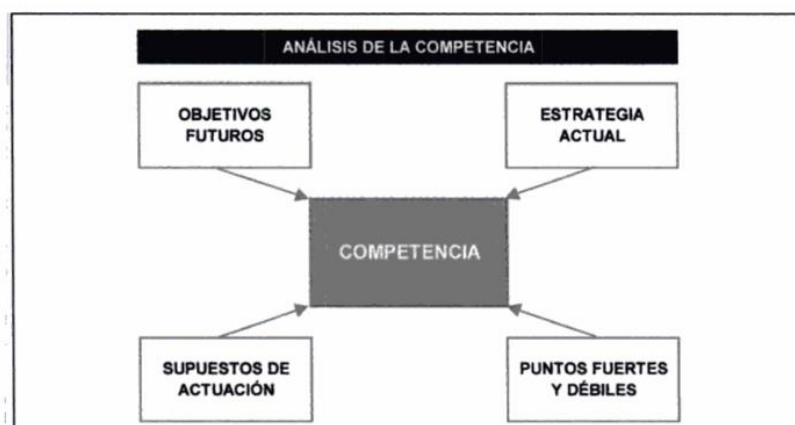 ANÁLISIS DE LA COMPETENCIA
OBJETIVOS
FUTUROS
ESTRATEGIA
ACTUAL
COMPETENCIA
SUPUESTOS DE
ACTUACIÓN
PUNTOS FUERTES
Y DÉBILES